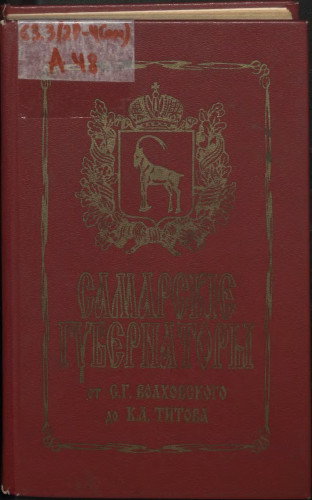 63.3(2Р-4Сам)
А-48
САМАРСКИЕ
ГУБЕРНАТОРЫ
от С.Г. ВОЛХОВСКОГО
до К.А. ТИТОВА